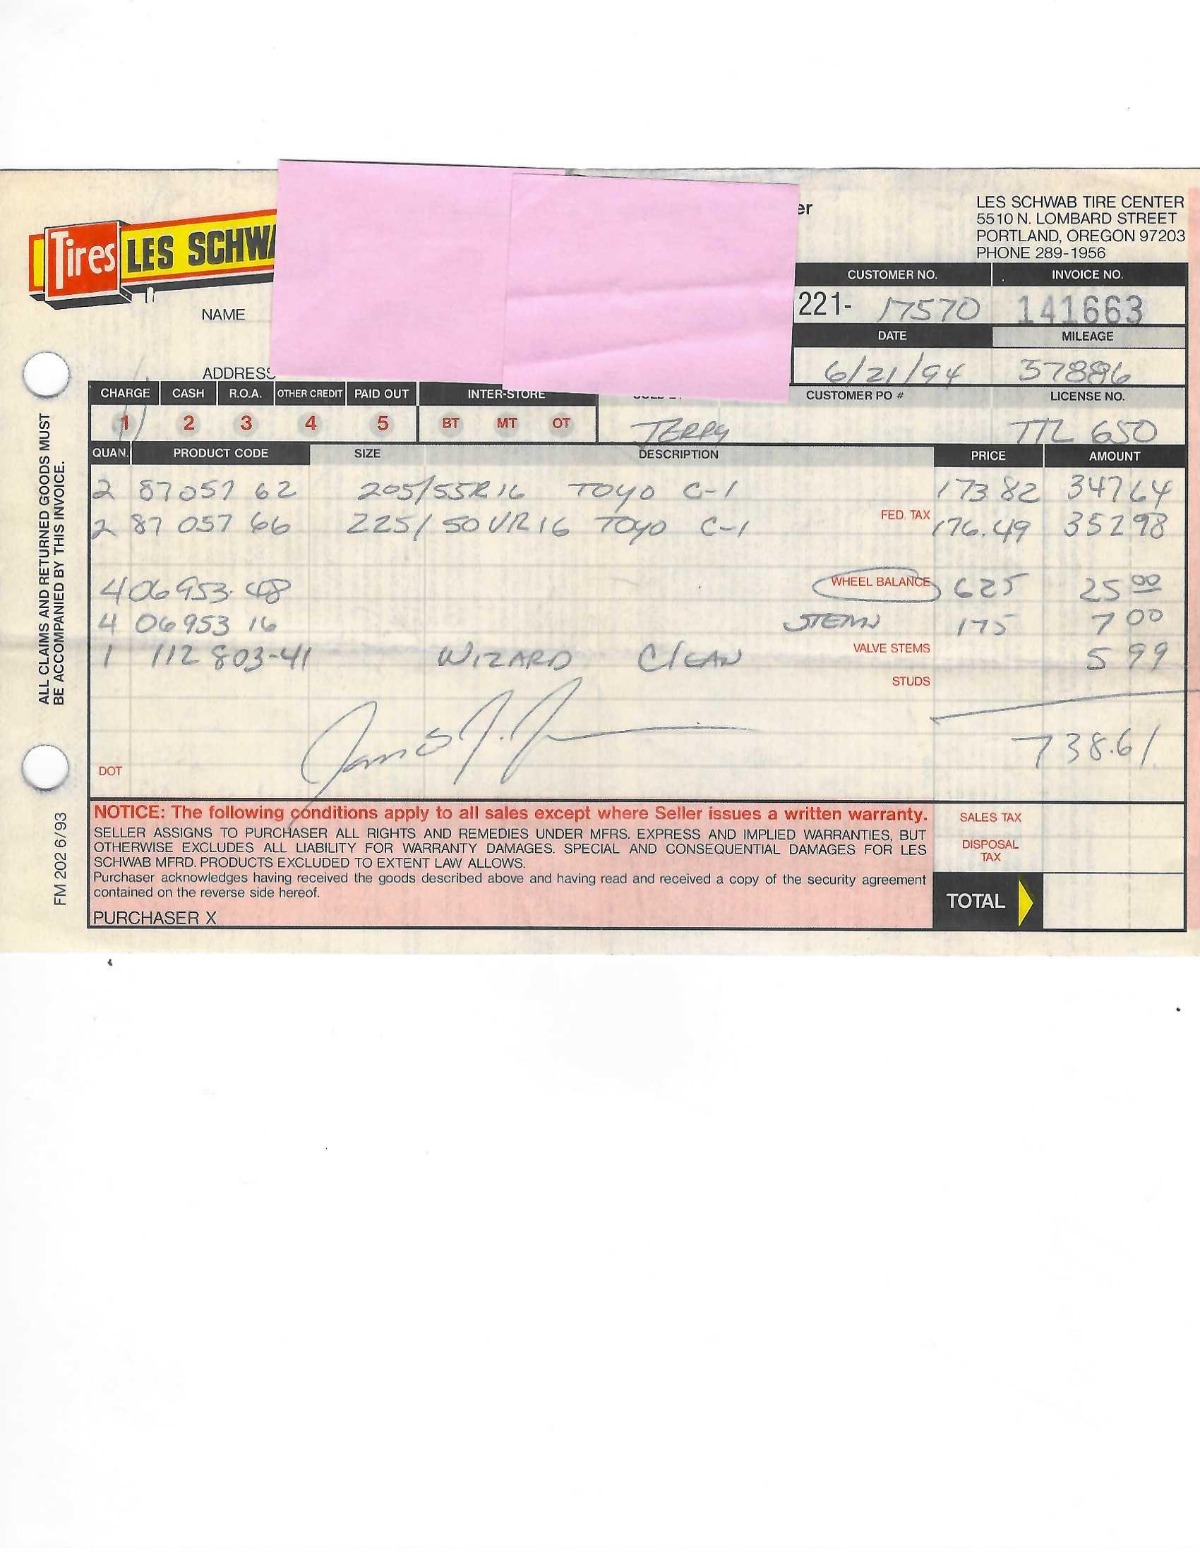 er
LES SCHWAB TIRE CENTER
5510 N. LOMBARD STREET
PORTLAND, OREGON 97203
PHONE 289-1956
Tires LES SCHWA
NAME
ADDRESS
CUSTOMER NO. INVOICE NO.
221- 17570 141663
DATE MILEAGE
6/21/94 37886
CUSTOMER PO # LICENSE NO.
TTL 650
CHARGE CASH R.O.A. OTHER CREDIT PAID OUT INTER-STORE
1 2 3 4 5 BT MT OT
TERRY
QUAN. PRODUCT CODE SIZE DESCRIPTION PRICE AMOUNT
2 87057 62 205/55R16 TOYO C-1 173.82 347 64
FED. TAX
2 87 057 66 225/50VR16 TOYO C-1 176.49 352 98
4 06953-48 WHEEL BALANCE 625 25 00
4 06953 16 STEMS 175 7 00
VALVE STEMS
1 112 803-41 WIZARD CLEAN 5 99
STUDS
738.61
DOT
NOTICE: The following conditions apply to all sales except where Seller issues a written warranty.
SELLER ASSIGNS TO PURCHASER ALL RIGHTS AND REMEDIES UNDER MFRS. EXPRESS AND IMPLIED WARRANTIES, BUT
OTHERWISE EXCLUDES ALL LIABILITY FOR WARRANTY DAMAGES. SPECIAL AND CONSEQUENTIAL DAMAGES FOR LES
SCHWAB MFRD. PRODUCTS EXCLUDED TO EXTENT LAW ALLOWS.
Purchaser acknowledges having received the goods described above and having read and received a copy of the security agreement
contained on the reverse side hereof.
PURCHASER X
SALES TAX
DISPOSAL
TAX
TOTAL
ALL CLAIMS AND RETURNED GOODS MUST
BE ACCOMPANIED BY THIS INVOICE.
FM 202 6/93